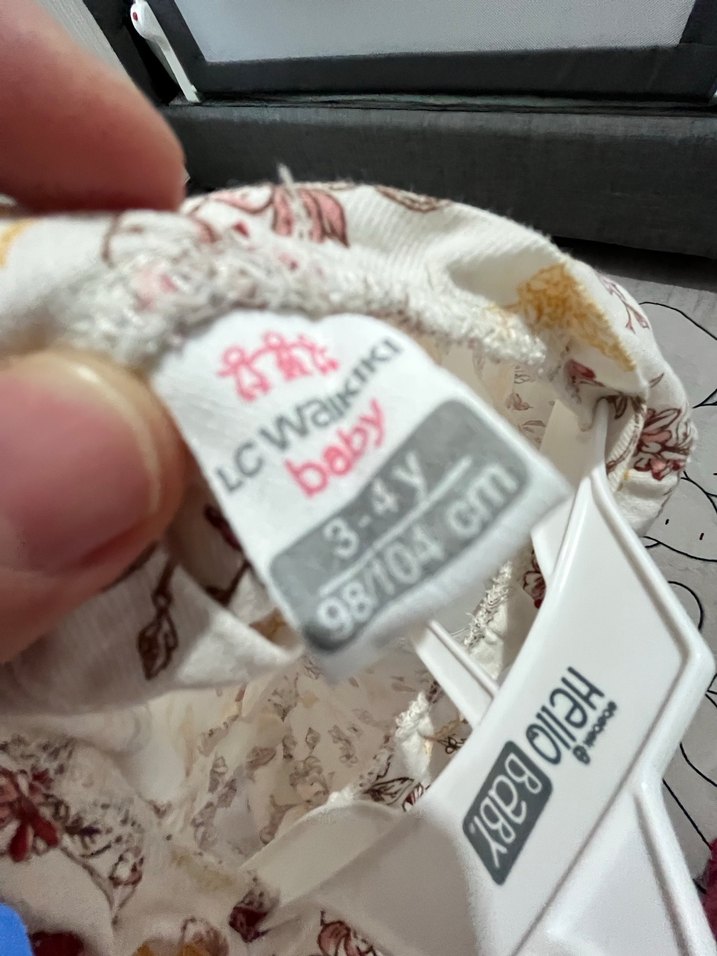 LC WAIKIKI
baby
3-4 y
98/104 cm
Hello
BABY.